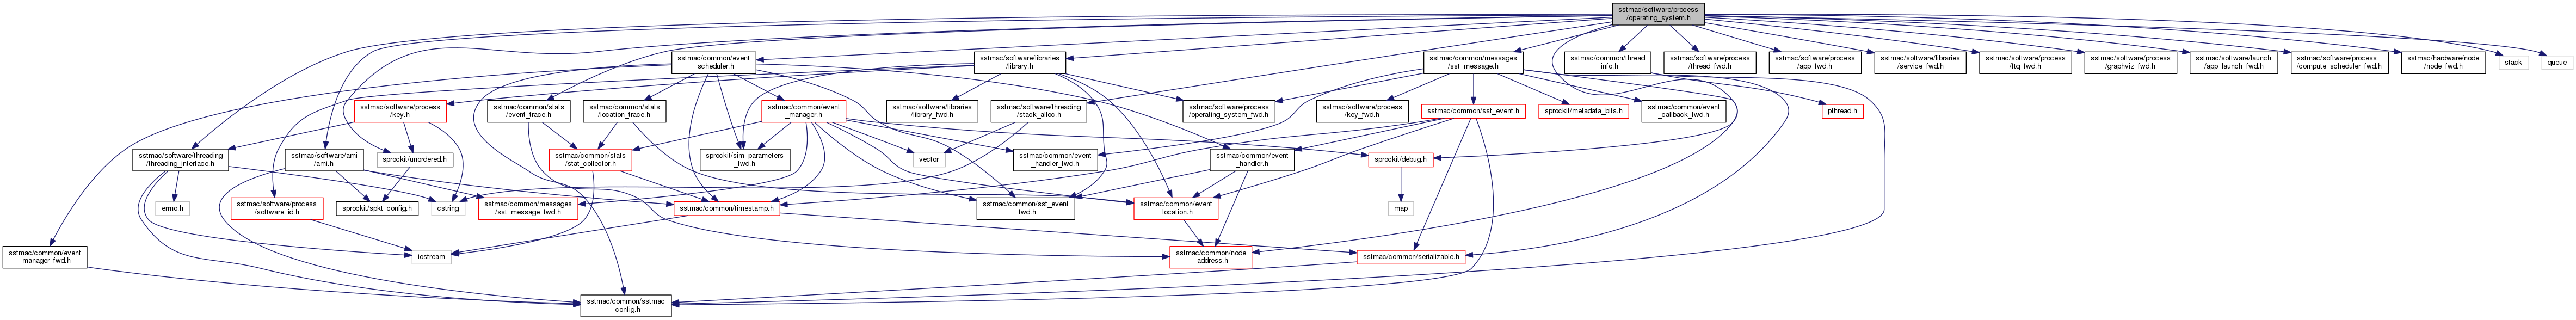 sstmac/software/process
/operating_system.h
sstmac/common/event
_scheduler.h
sstmac/software/libraries
/library.h
sstmac/common/messages
/sst_message.h
sstmac/common/thread
_info.h
sstmac/software/process
/thread_fwd.h
sstmac/software/process
/app_fwd.h
sstmac/software/libraries
/service_fwd.h
sstmac/software/process
/ftq_fwd.h
sstmac/software/process
/graphviz_fwd.h
sstmac/software/launch
/app_launch_fwd.h
sstmac/software/process
/compute_scheduler_fwd.h
sstmac/hardware/node
/node_fwd.h
stack
queue
sstmac/software/process
/key.h
sstmac/common/stats
/event_trace.h
sstmac/common/stats
/location_trace.h
sstmac/common/event
_manager.h
sstmac/software/libraries
/library_fwd.h
sstmac/software/threading
/stack_alloc.h
sstmac/software/process
/operating_system_fwd.h
sstmac/software/process
/key_fwd.h
sstmac/common/sst_event.h
sprockit/metadata_bits.h
sstmac/common/event
_callback_fwd.h
pthread.h
sstmac/software/threading
/threading_interface.h
sstmac/software/ami
/ami.h
sprockit/unordered.h
sstmac/common/stats
/stat_collector.h
sprockit/sim_parameters
_fwd.h
vector
sstmac/common/event
_handler_fwd.h
sstmac/common/event
_handler.h
sprockit/debug.h
errno.h
sstmac/software/process
/software_id.h
sprockit/spkt_config.h
cstring
sstmac/common/messages
/sst_message_fwd.h
sstmac/common/timestamp.h
sstmac/common/sst_event
_fwd.h
sstmac/common/event
_location.h
map
sstmac/common/event
_manager_fwd.h
iostream
sstmac/common/node
_address.h
sstmac/common/serializable.h
sstmac/common/sstmac
_config.h